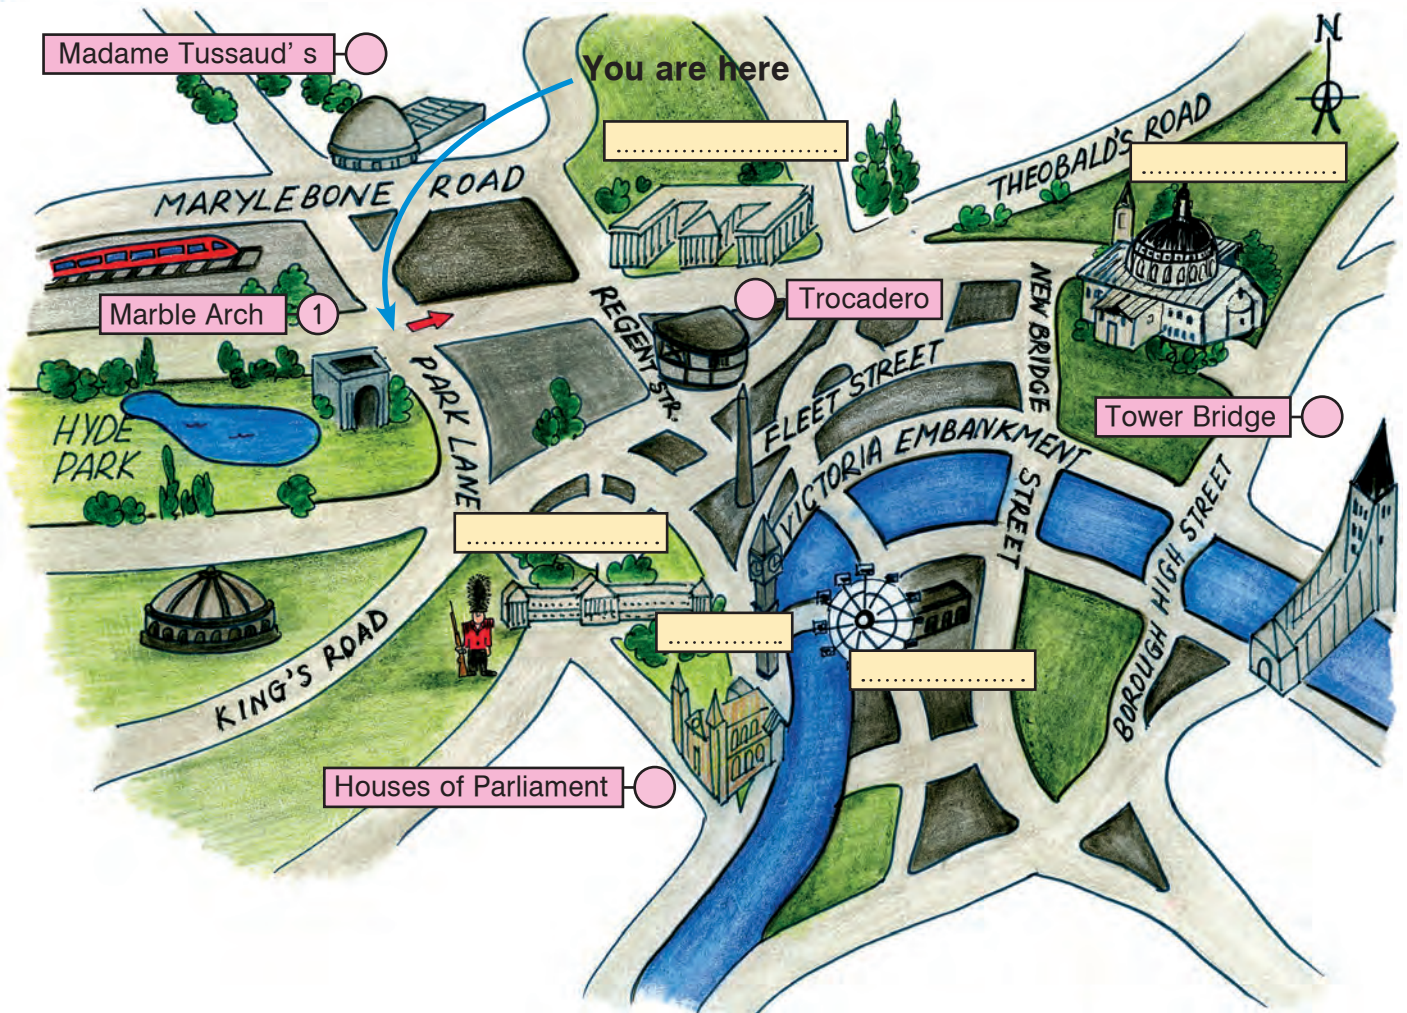 Madame Tussaud' s
You are here
N
...........................
THEOBALD'S ROAD
........................
MARYLEBONE ROAD
Marble Arch 1
Trocadero
REGENT STR.
NEW BRIDGE STREET
PARK LANE
FLEET STREET
HYDE
PARK
VICTORIA EMBANKMENT
Tower Bridge
......................
BOROUGH HIGH STREET
KING'S ROAD
..............
...................
Houses of Parliament